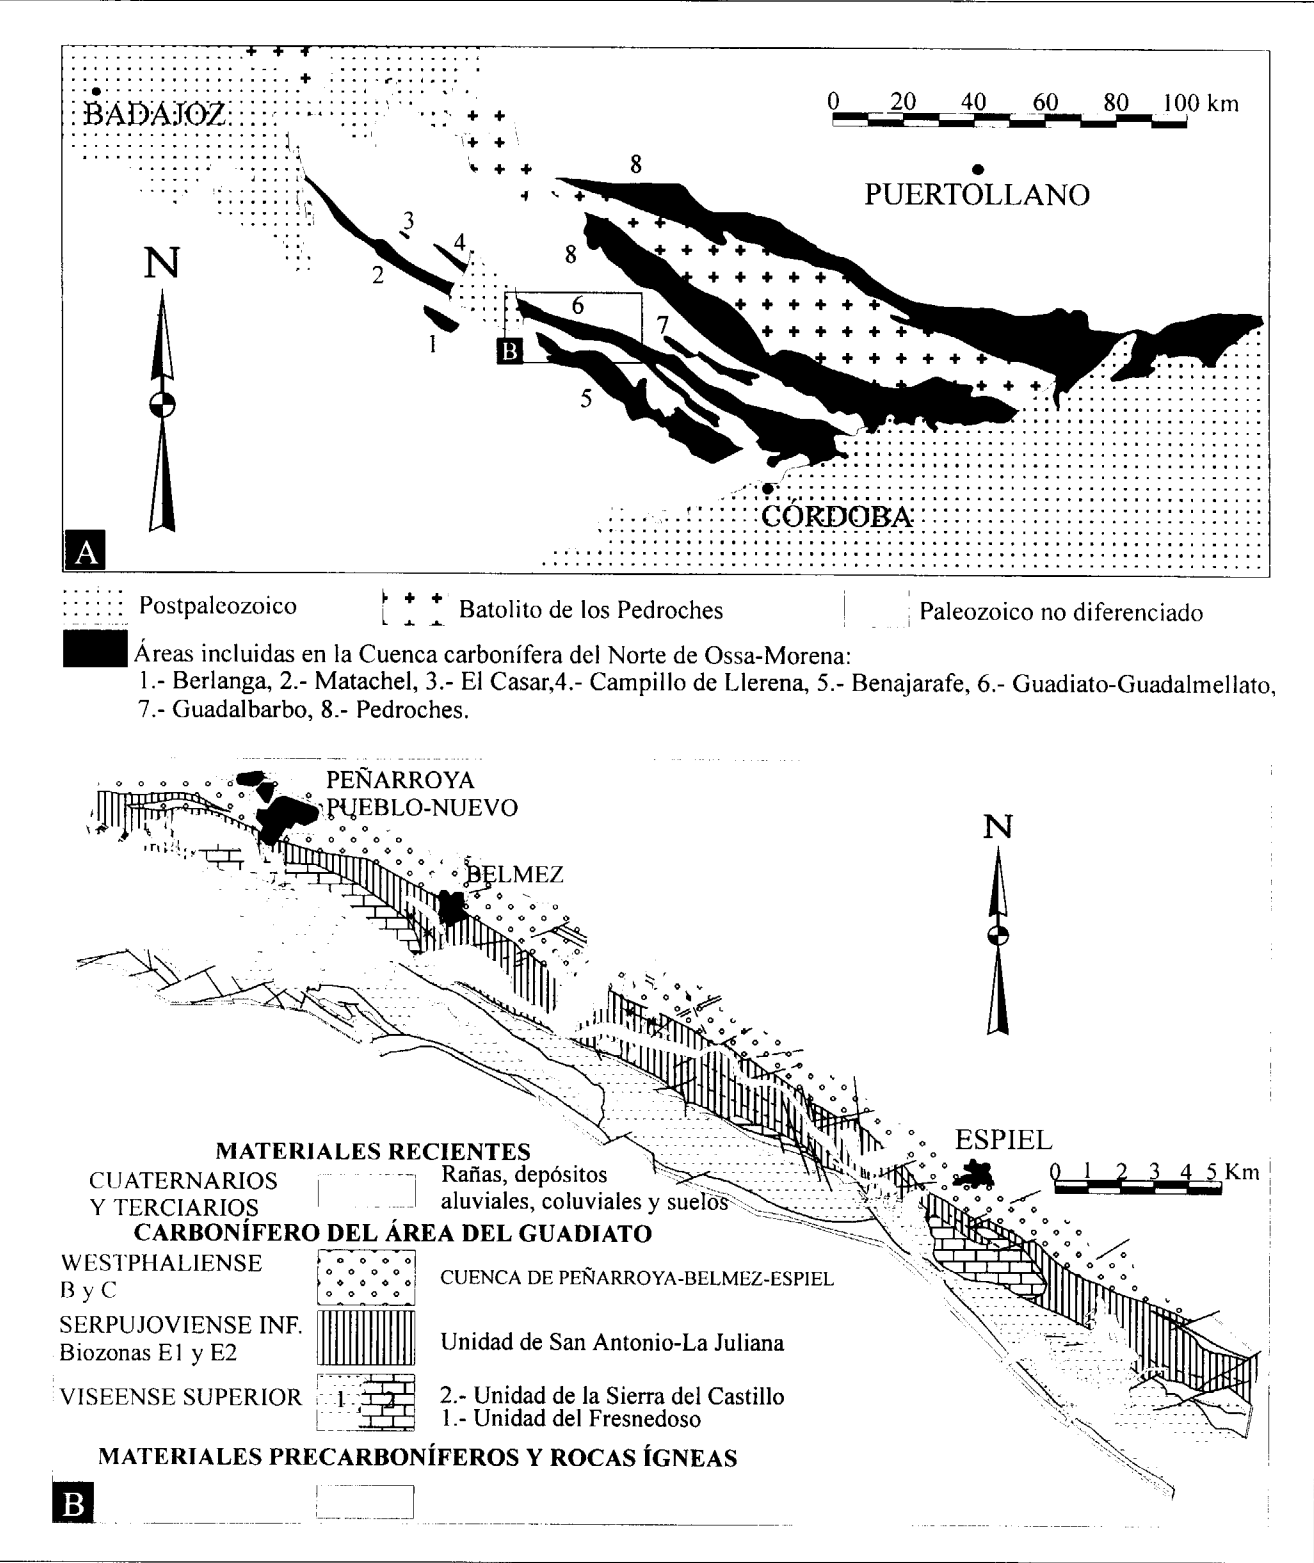 BADAJOZ
0 20 40 60 80 100 km
PUERTOLLANO
8
3
4
2
N
8
6
7
1
B
5
CÓRDOBA
A
Postpaleozoico
Batolito de los Pedroches
Paleozoico no diferenciado
Áreas incluidas en la Cuenca carbonífera del Norte de Ossa-Morena:
1.- Berlanga, 2.- Matachel, 3.- El Casar,4.- Campillo de Llerena, 5.- Benajarafe, 6.- Guadiato-Guadalmellato,
7.- Guadalbarbo, 8.- Pedroches.
PEÑARROYA
PUEBLO-NUEVO
BELMEZ
N
ESPIEL
0 1 2 3 4 5 Km
MATERIALES RECIENTES
CUATERNARIOS
Y TERCIARIOS
Rañas, depósitos
aluviales, coluviales y suelos
CARBONÍFERO DEL ÁREA DEL GUADIATO
WESTPHALIENSE
B y C
CUENCA DE PEÑARROYA-BELMEZ-ESPIEL
SERPUJOVIENSE INF.
Biozonas E1 y E2
Unidad de San Antonio-La Juliana
VISEENSE SUPERIOR
1 2
2.- Unidad de la Sierra del Castillo
1.- Unidad del Fresnedoso
MATERIALES PRECARBONÍFEROS Y ROCAS ÍGNEAS
B